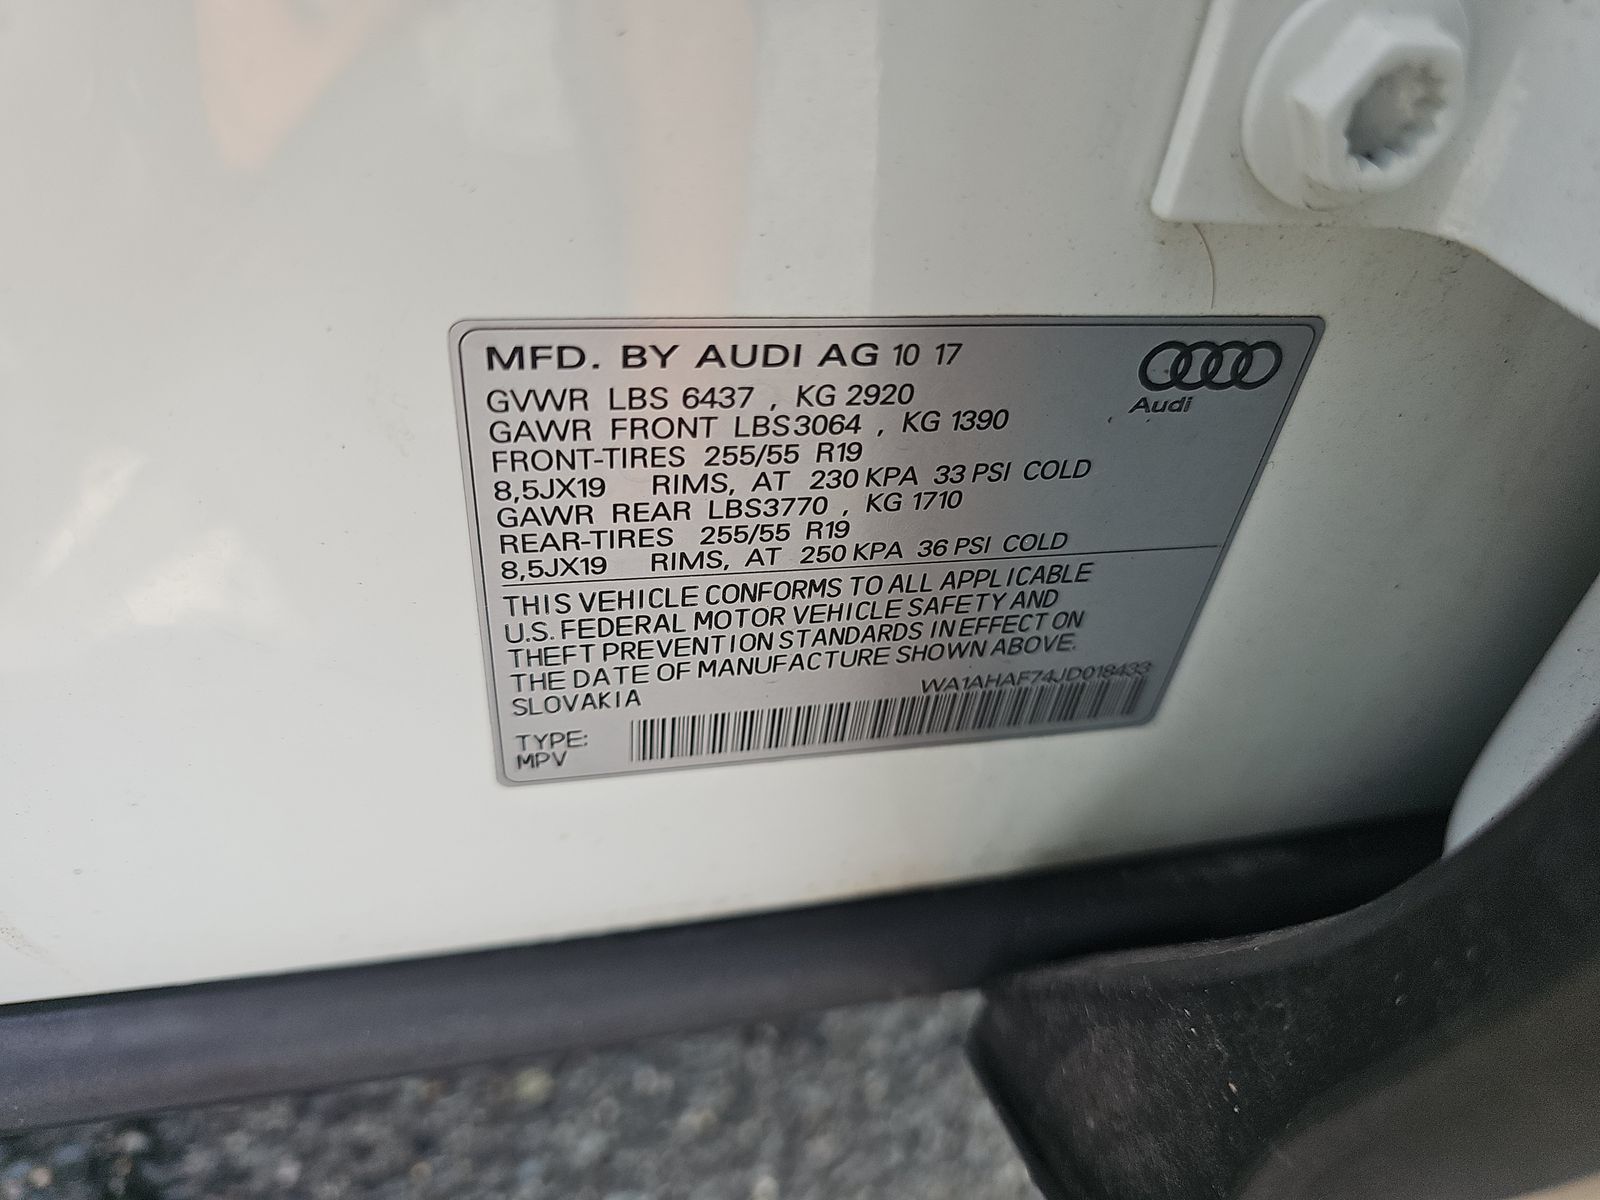 MFD. BY AUDI AG 10 17
GVWR LBS 6437 , KG 2920
GAWR FRONT LBS3064 , KG 1390
FRONT-TIRES 255/55 R19
8,5JX19 RIMS, AT 230 KPA 33 PSI COLD
GAWR REAR LBS3770 , KG 1710
REAR-TIRES 255/55 R19
8,5JX19 RIMS, AT 250 KPA 36 PSI COLD
Audi
THIS VEHICLE CONFORMS TO ALL APPLICABLE
U.S. FEDERAL MOTOR VEHICLE SAFETY AND
THEFT PREVENTION STANDARDS IN EFFECT ON
THE DATE OF MANUFACTURE SHOWN ABOVE.
SLOVAKIA
WA1AHAF74JD018433
TYPE:
MPV